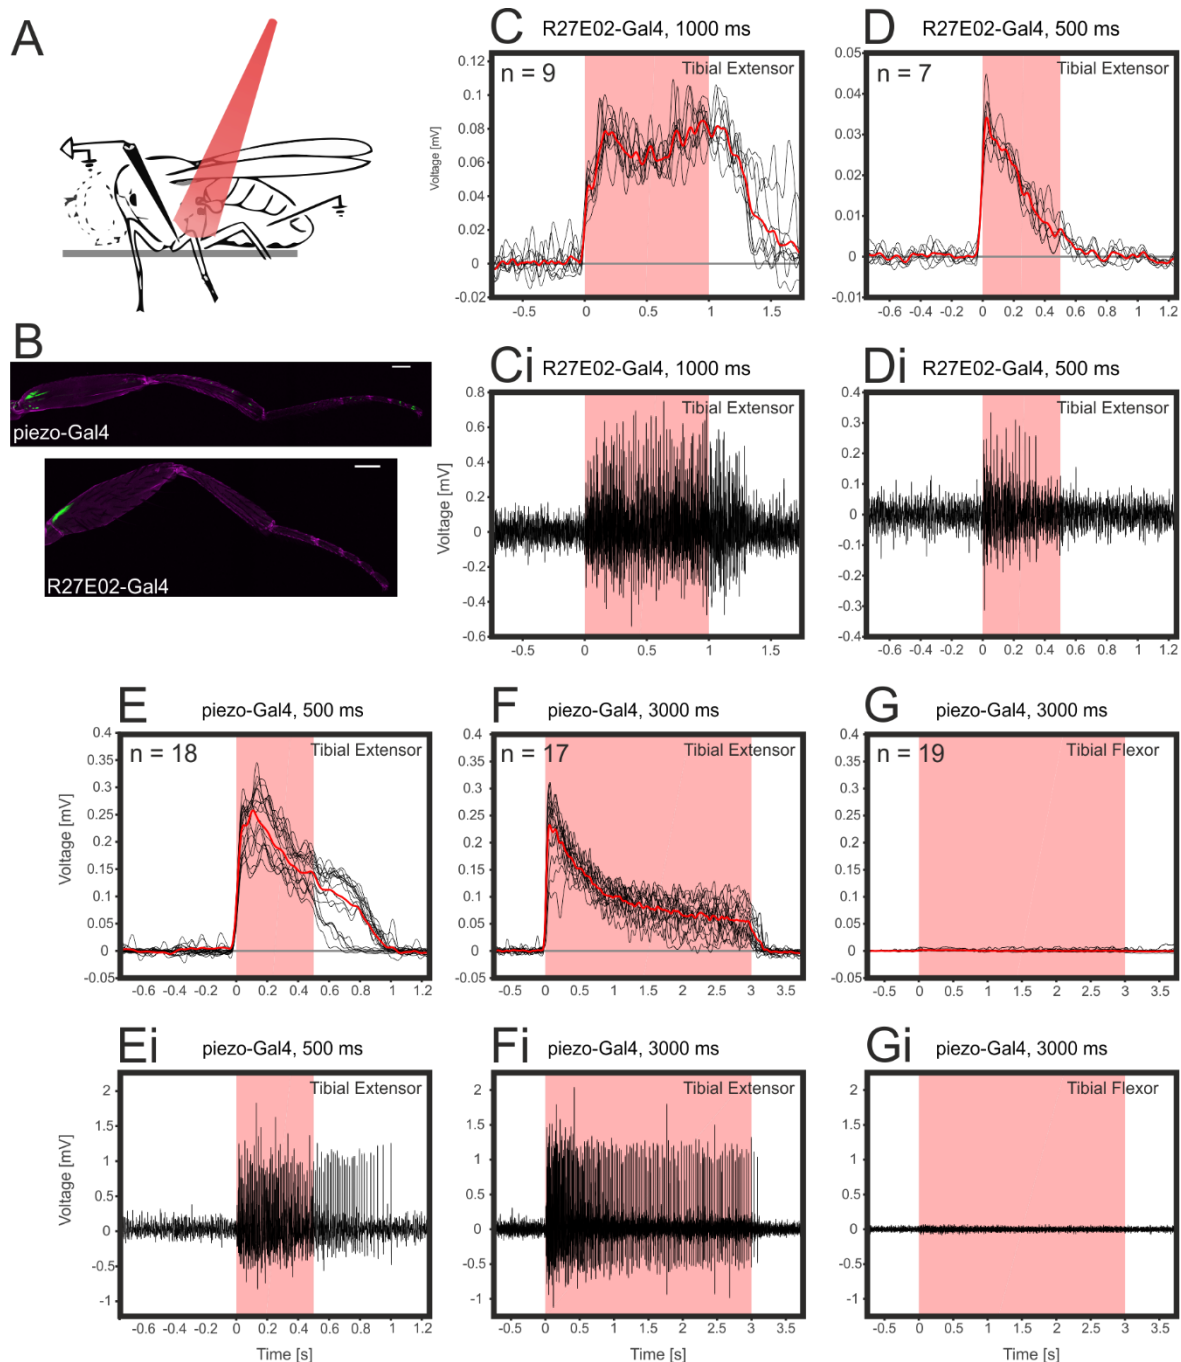 A
B
piezo-Gal4
R27E02-Gal4
C
R27E02-Gal4, 1000 ms
n = 9
Tibial Extensor
Voltage [mV]
0.12
0.1
0.08
0.06
0.04
0.02
0
-0.02
-0.5 0 0.5 1 1.5
D
R27E02-Gal4, 500 ms
n = 7
Tibial Extensor
0.05
0.04
0.03
0.02
0.01
0
-0.01
-0.6 -0.4 -0.2 0 0.2 0.4 0.6 0.8 1 1.2
Ci
R27E02-Gal4, 1000 ms
Tibial Extensor
Voltage [mV]
0.8
0.6
0.4
0.2
0
-0.2
-0.4
-0.6
-0.5 0 0.5 1 1.5
Di
R27E02-Gal4, 500 ms
Tibial Extensor
0.4
0.3
0.2
0.1
0
-0.1
-0.2
-0.3
-0.4
-0.6 -0.4 -0.2 0 0.2 0.4 0.6 0.8 1 1.2
E
piezo-Gal4, 500 ms
n = 18
Tibial Extensor
Voltage [mV]
0.4
0.35
0.3
0.25
0.2
0.15
0.1
0.05
0
-0.05
-0.6 -0.4 -0.2 0 0.2 0.4 0.6 0.8 1 1.2
F
piezo-Gal4, 3000 ms
n = 17
Tibial Extensor
0.4
0.35
0.3
0.25
0.2
0.15
0.1
0.05
0
-0.05
-0.5 0 0.5 1 1.5 2 2.5 3 3.5
G
piezo-Gal4, 3000 ms
n = 19
Tibial Flexor
0.4
0.35
0.3
0.25
0.2
0.15
0.1
0.05
0
-0.05
-0.5 0 0.5 1 1.5 2 2.5 3 3.5
Ei
piezo-Gal4, 500 ms
Tibial Extensor
Voltage [mV]
2
1.5
1
0.5
0
-0.5
-1
-0.6 -0.4 -0.2 0 0.2 0.4 0.6 0.8 1 1.2
Time [s]
Fi
piezo-Gal4, 3000 ms
Tibial Extensor
2
1.5
1
0.5
0
-0.5
-1
-0.5 0 0.5 1 1.5 2 2.5 3 3.5
Time [s]
Gi
piezo-Gal4, 3000 ms
Tibial Flexor
2
1.5
1
0.5
0
-0.5
-1
-0.5 0 0.5 1 1.5 2 2.5 3 3.5
Time [s]